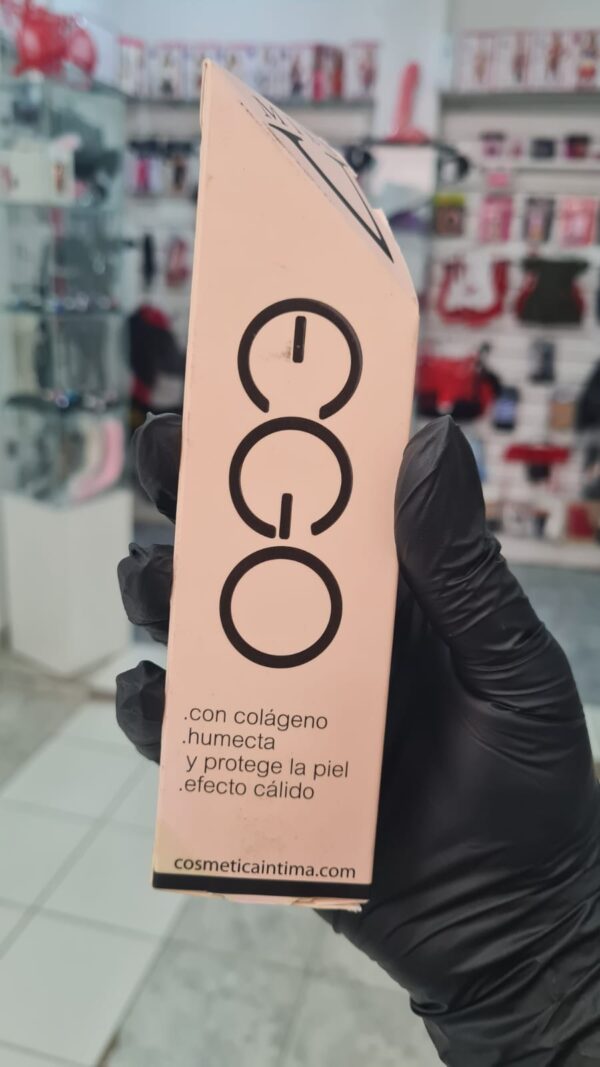 EGO
.con colágeno
.humecta
y protege la piel
.efecto cálido
cosmeticaintima.com